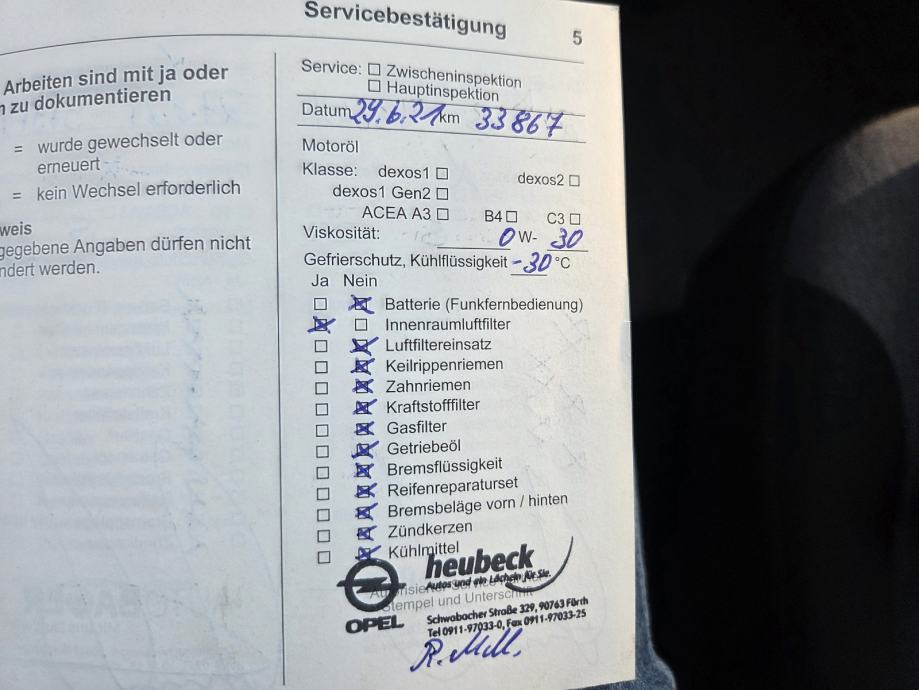 Servicebestätigung
5
Arbeiten sind mit ja oder
zu dokumentieren
= wurde gewechselt oder
erneuert
= kein Wechsel erforderlich
weis
gegebene Angaben dürfen nicht
ndert werden.
Service: ☐ Zwischeninspektion
☐ Hauptinspektion
Datum 29.6.21 km 33867
Motoröl
Klasse: dexos1 ☐ dexos2 ☐
dexos1 Gen2 ☐
ACEA A3 ☐ B4 ☐ C3 ☐
Viskosität: 0 W- 30
Gefrierschutz, Kühlflüssigkeit -30 °C
Ja Nein
☐ ☒ Batterie (Funkfernbedienung)
☒ ☐ Innenraumluftfilter
☐ ☒ Luftfiltereinsatz
☐ ☒ Keilrippenriemen
☐ ☒ Zahnriemen
☐ ☒ Kraftstofffilter
☐ ☒ Gasfilter
☐ ☒ Getriebeöl
☐ ☒ Bremsflüssigkeit
☐ ☒ Reifenreparaturset
☐ ☒ Bremsbeläge vorn / hinten
☐ ☒ Zündkerzen
☐ ☒ Kühlmittel
heubeck
Autos und ein Lächeln für Sie.
Stempel und Unterschrift
OPEL
Schwabacher Straße 329, 90763 Fürth
Tel 0911-97033-0, Fax 0911-97033-25